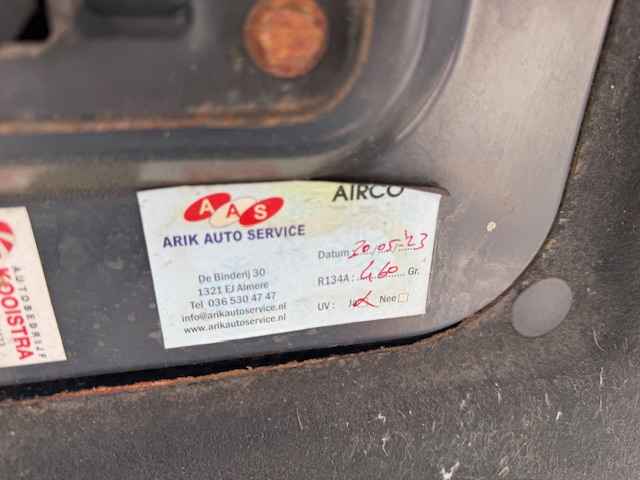 AIRCO
AAS
ARIK AUTO SERVICE
De Binderij 30
1321 EJ Almere
Tel 036 530 47 47
info@arikautoservice.nl
www.arikautoservice.nl
Datum: 20/05/'23
R134A: 460 Gr.
UV: Nee
AUTOBEDRIJF
KOOISTRA